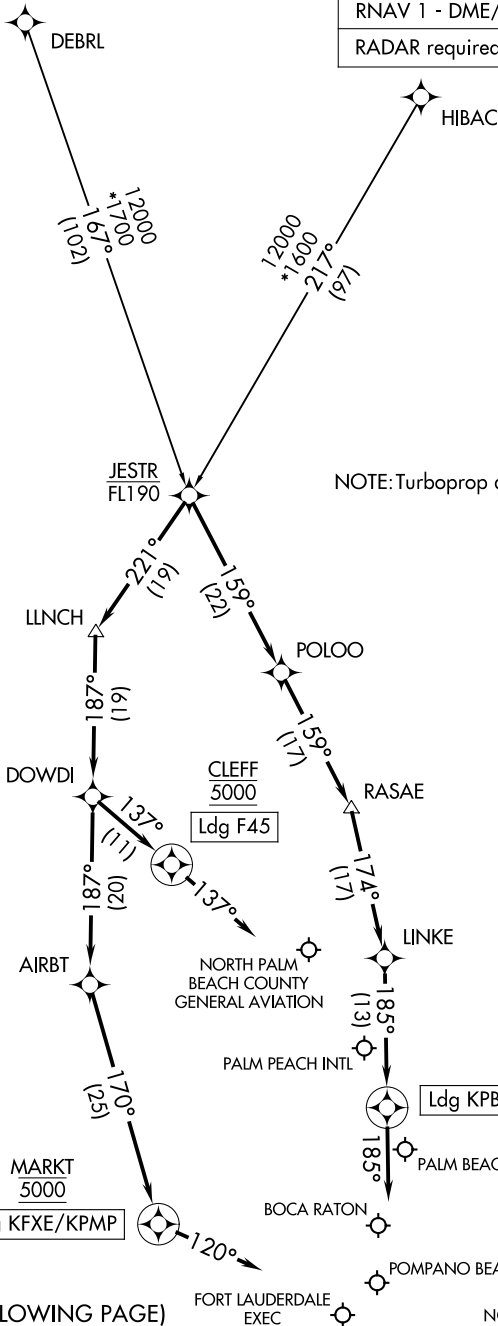 RNAV 1 - DME/
RADAR required
DEBRL
HIBAC
12000
*1700
167°
(102)
12000
*1600
217°
(97)
JESTR
FL190
NOTE: Turboprop
221°
(19)
159°
(22)
LLNCH
POLOO
187°
(19)
159°
(17)
DOWDI
CLEFF
5000
Ldg F45
RASAE
137°
(11)
137°
187°
(20)
174°
(17)
LINKE
AIRBT
NORTH PALM
BEACH COUNTY
GENERAL AVIATION
185°
(13)
PALM PEACH INTL
170°
(25)
Ldg KPB
185°
PALM BEAC
MARKT
5000
KFXE/KPMP
BOCA RATON
120°
POMPANO BEA
LOWING PAGE)
FORT LAUDERDALE
EXEC
NO